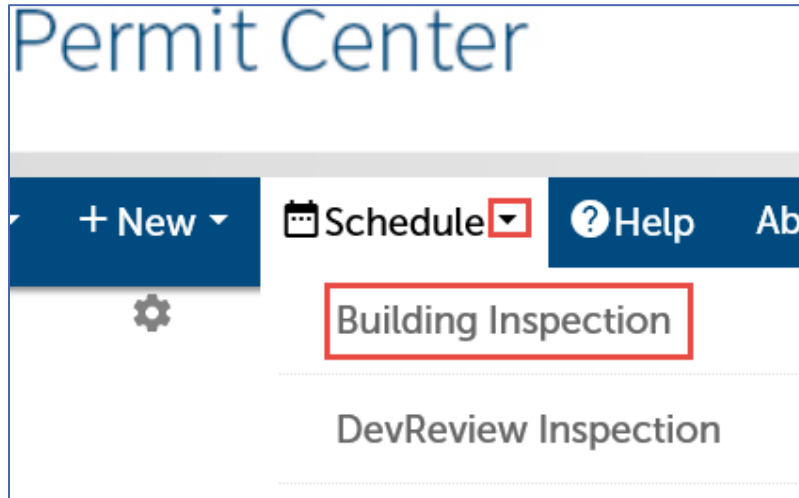 Permit Center
+ New Schedule ?Help Ab
Building Inspection
DevReview Inspection